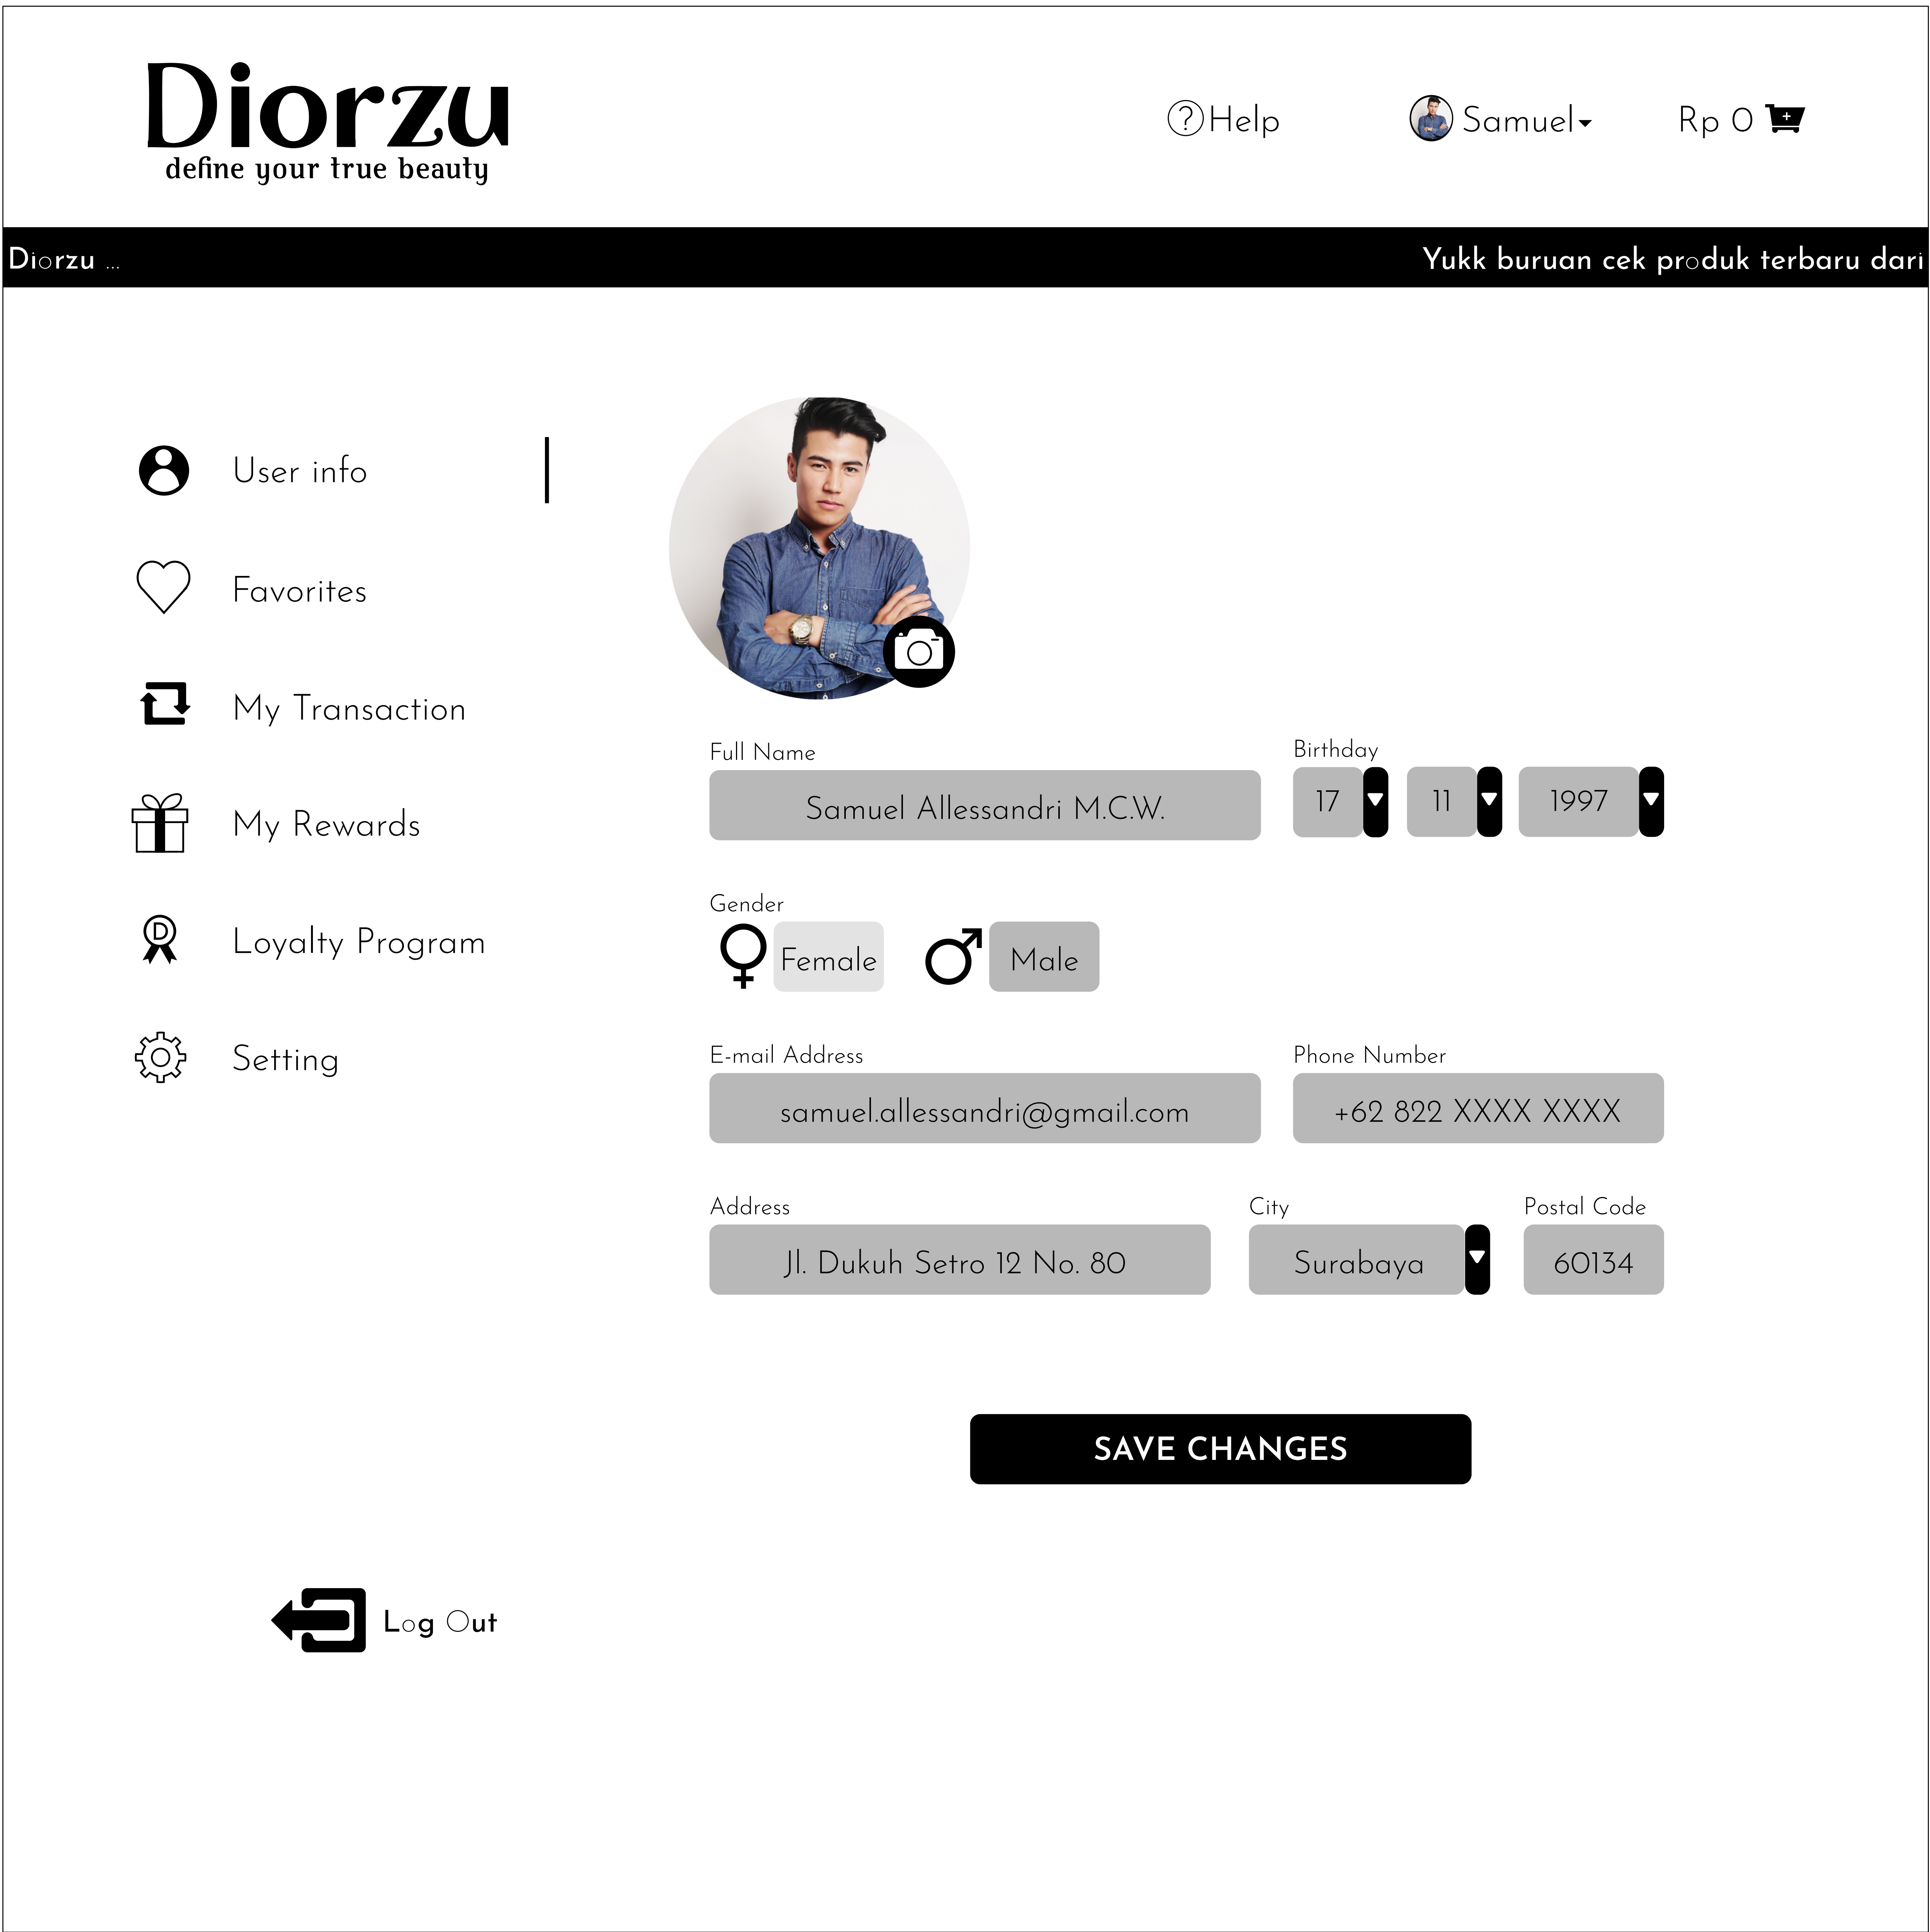 Diorzu
define your true beauty
Help
Samuel
Rp 0
Diorzu ...
Yukk buruan cek produk terbaru dari
User info
Favorites
My Transaction
My Rewards
Loyalty Program
Setting
Log Out
Full Name
Samuel Allessandri M.C.W.
Birthday
17 11 1997
Gender
Female Male
E-mail Address
samuel.allessandri@gmail.com
Phone Number
+62 822 XXXX XXXX
Address
Jl. Dukuh Setro 12 No. 80
City
Surabaya
Postal Code
60134
SAVE CHANGES